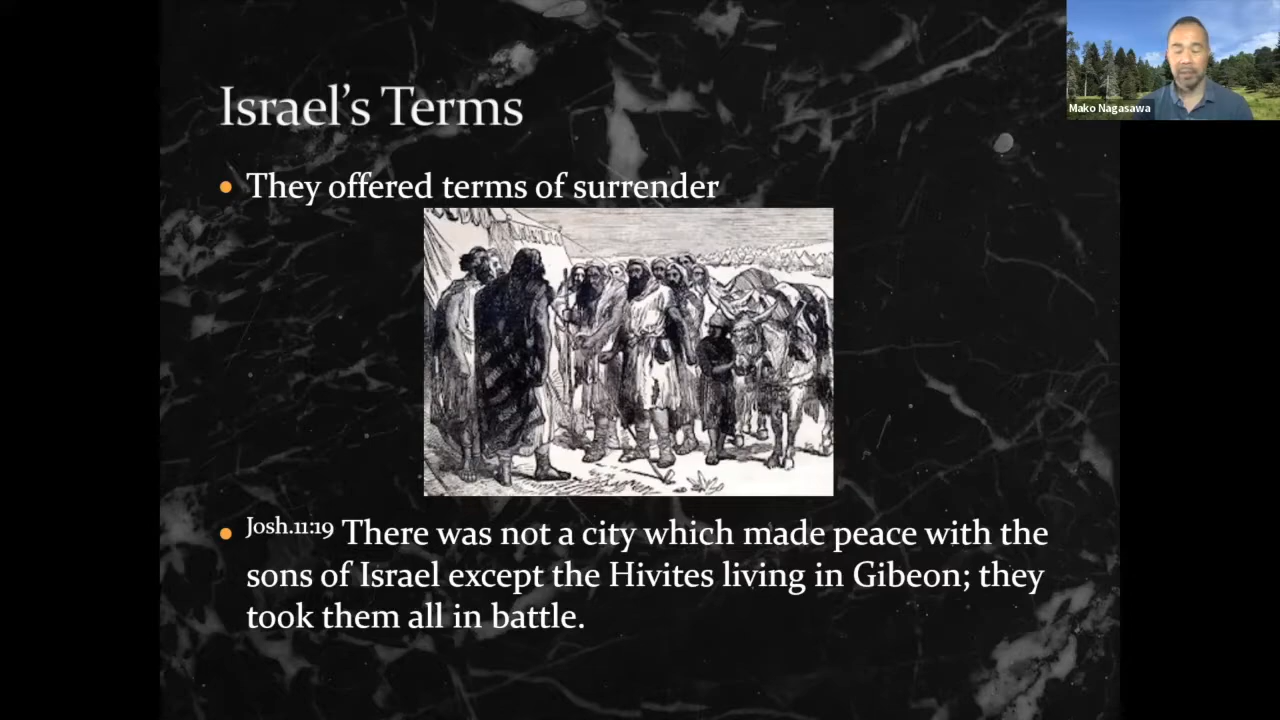 Mako Nagasawa
Israel's Terms
• They offered terms of surrender
• Josh.11:19 There was not a city which made peace with the
sons of Israel except the Hivites living in Gibeon; they
took them all in battle.